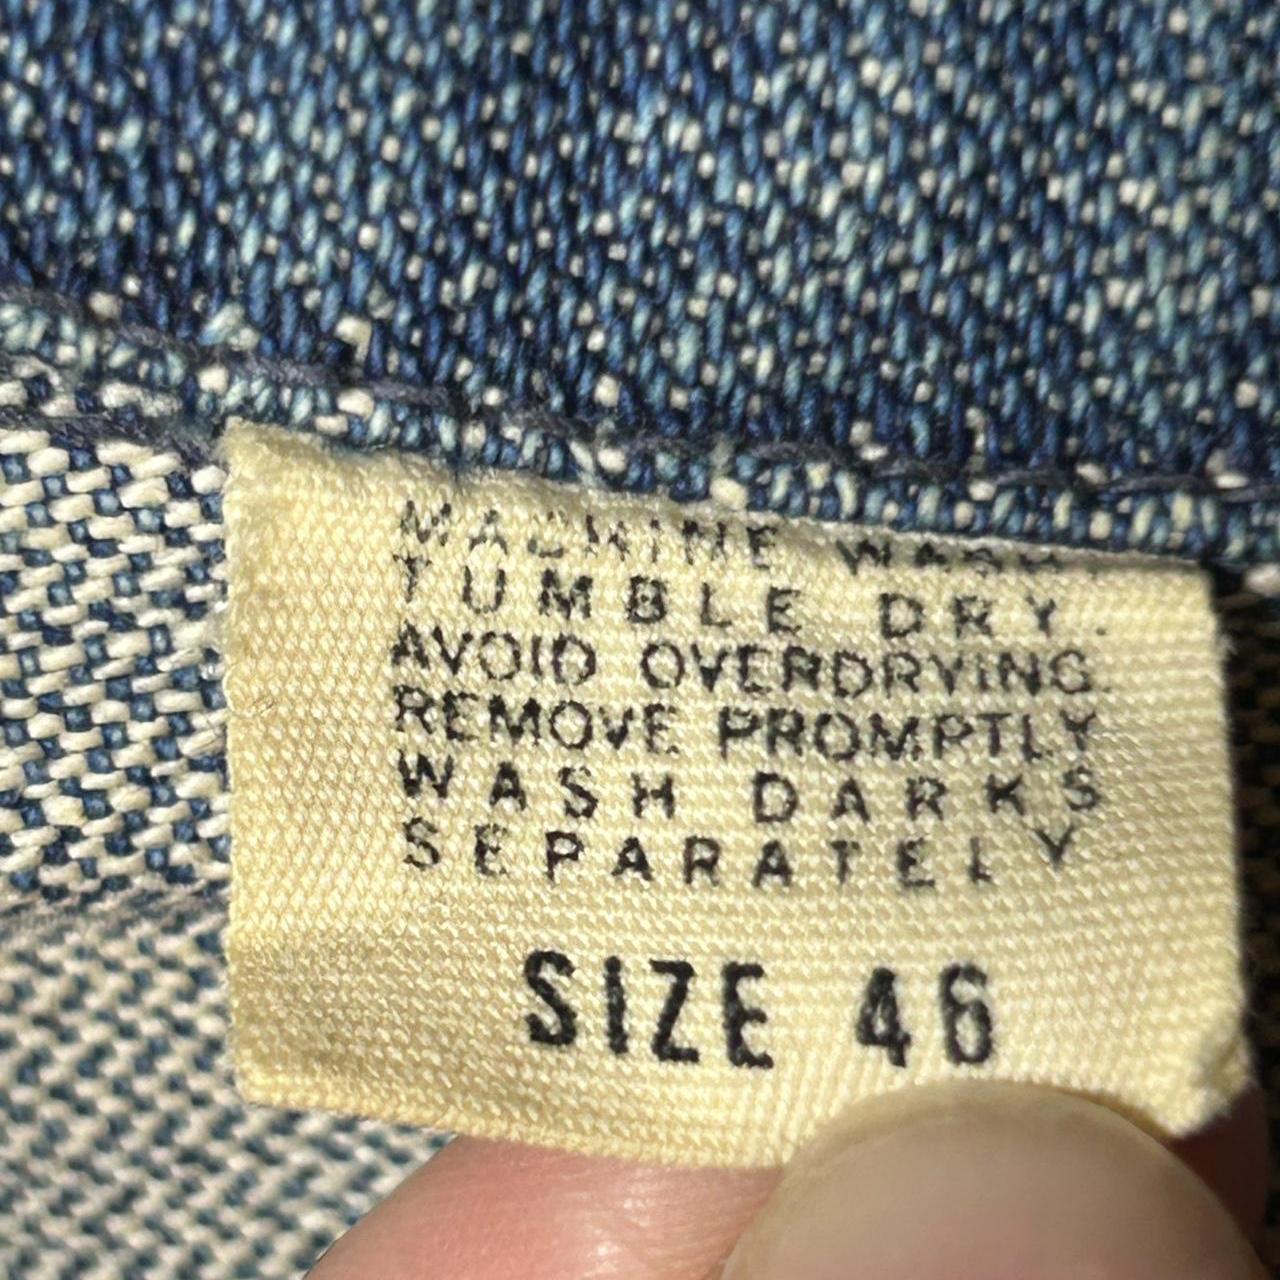 MACHINE WASH.
TUMBLE DRY.
AVOID OVERDRYING.
REMOVE PROMPTLY
WASH DARKS
SEPARATELY
SIZE 46